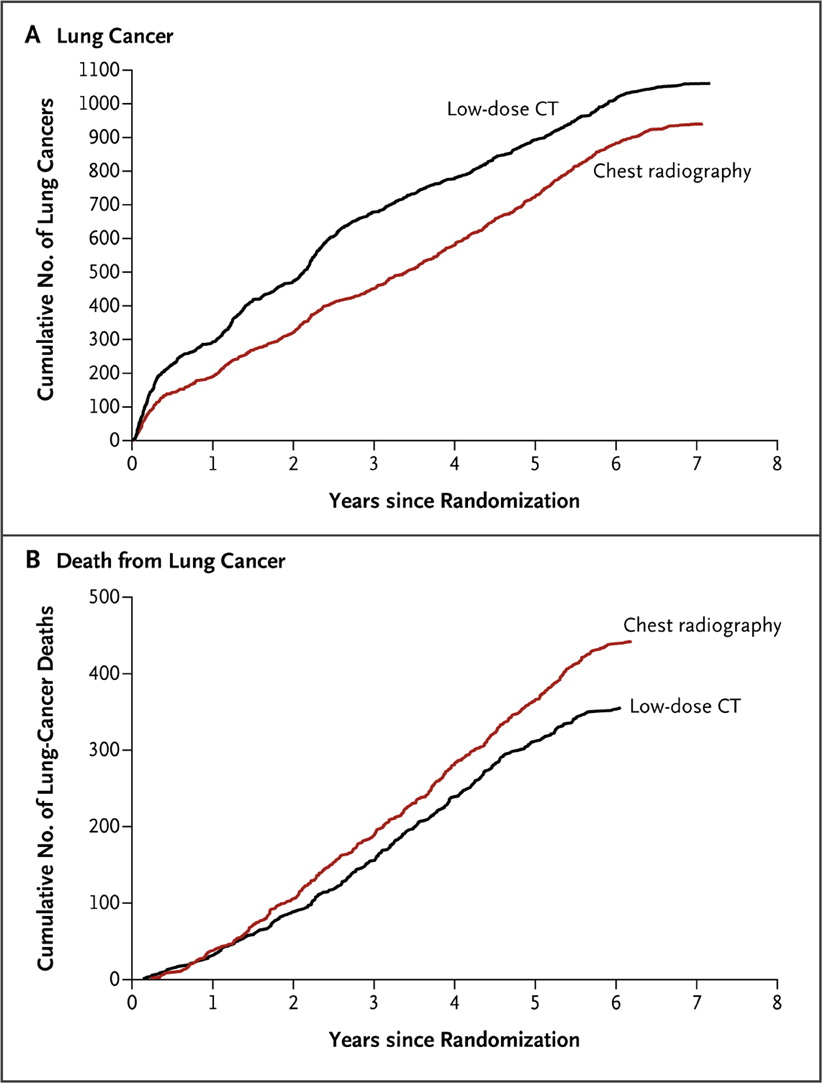 A Lung Cancer
Cumulative No. of Lung Cancers
1100
1000
900
800
700
600
500
400
300
200
100
0
Low-dose CT
Chest radiography
0 1 2 3 4 5 6 7 8
Years since Randomization
B Death from Lung Cancer
Cumulative No. of Lung-Cancer Deaths
500
400
300
200
100
0
Chest radiography
Low-dose CT
0 1 2 3 4 5 6 7 8
Years since Randomization